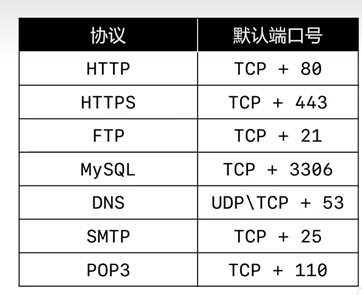 协议 默认端口号
HTTP TCP + 80
HTTPS TCP + 443
FTP TCP + 21
MySQL TCP + 3306
DNS UDP\TCP + 53
SMTP TCP + 25
POP3 TCP + 110